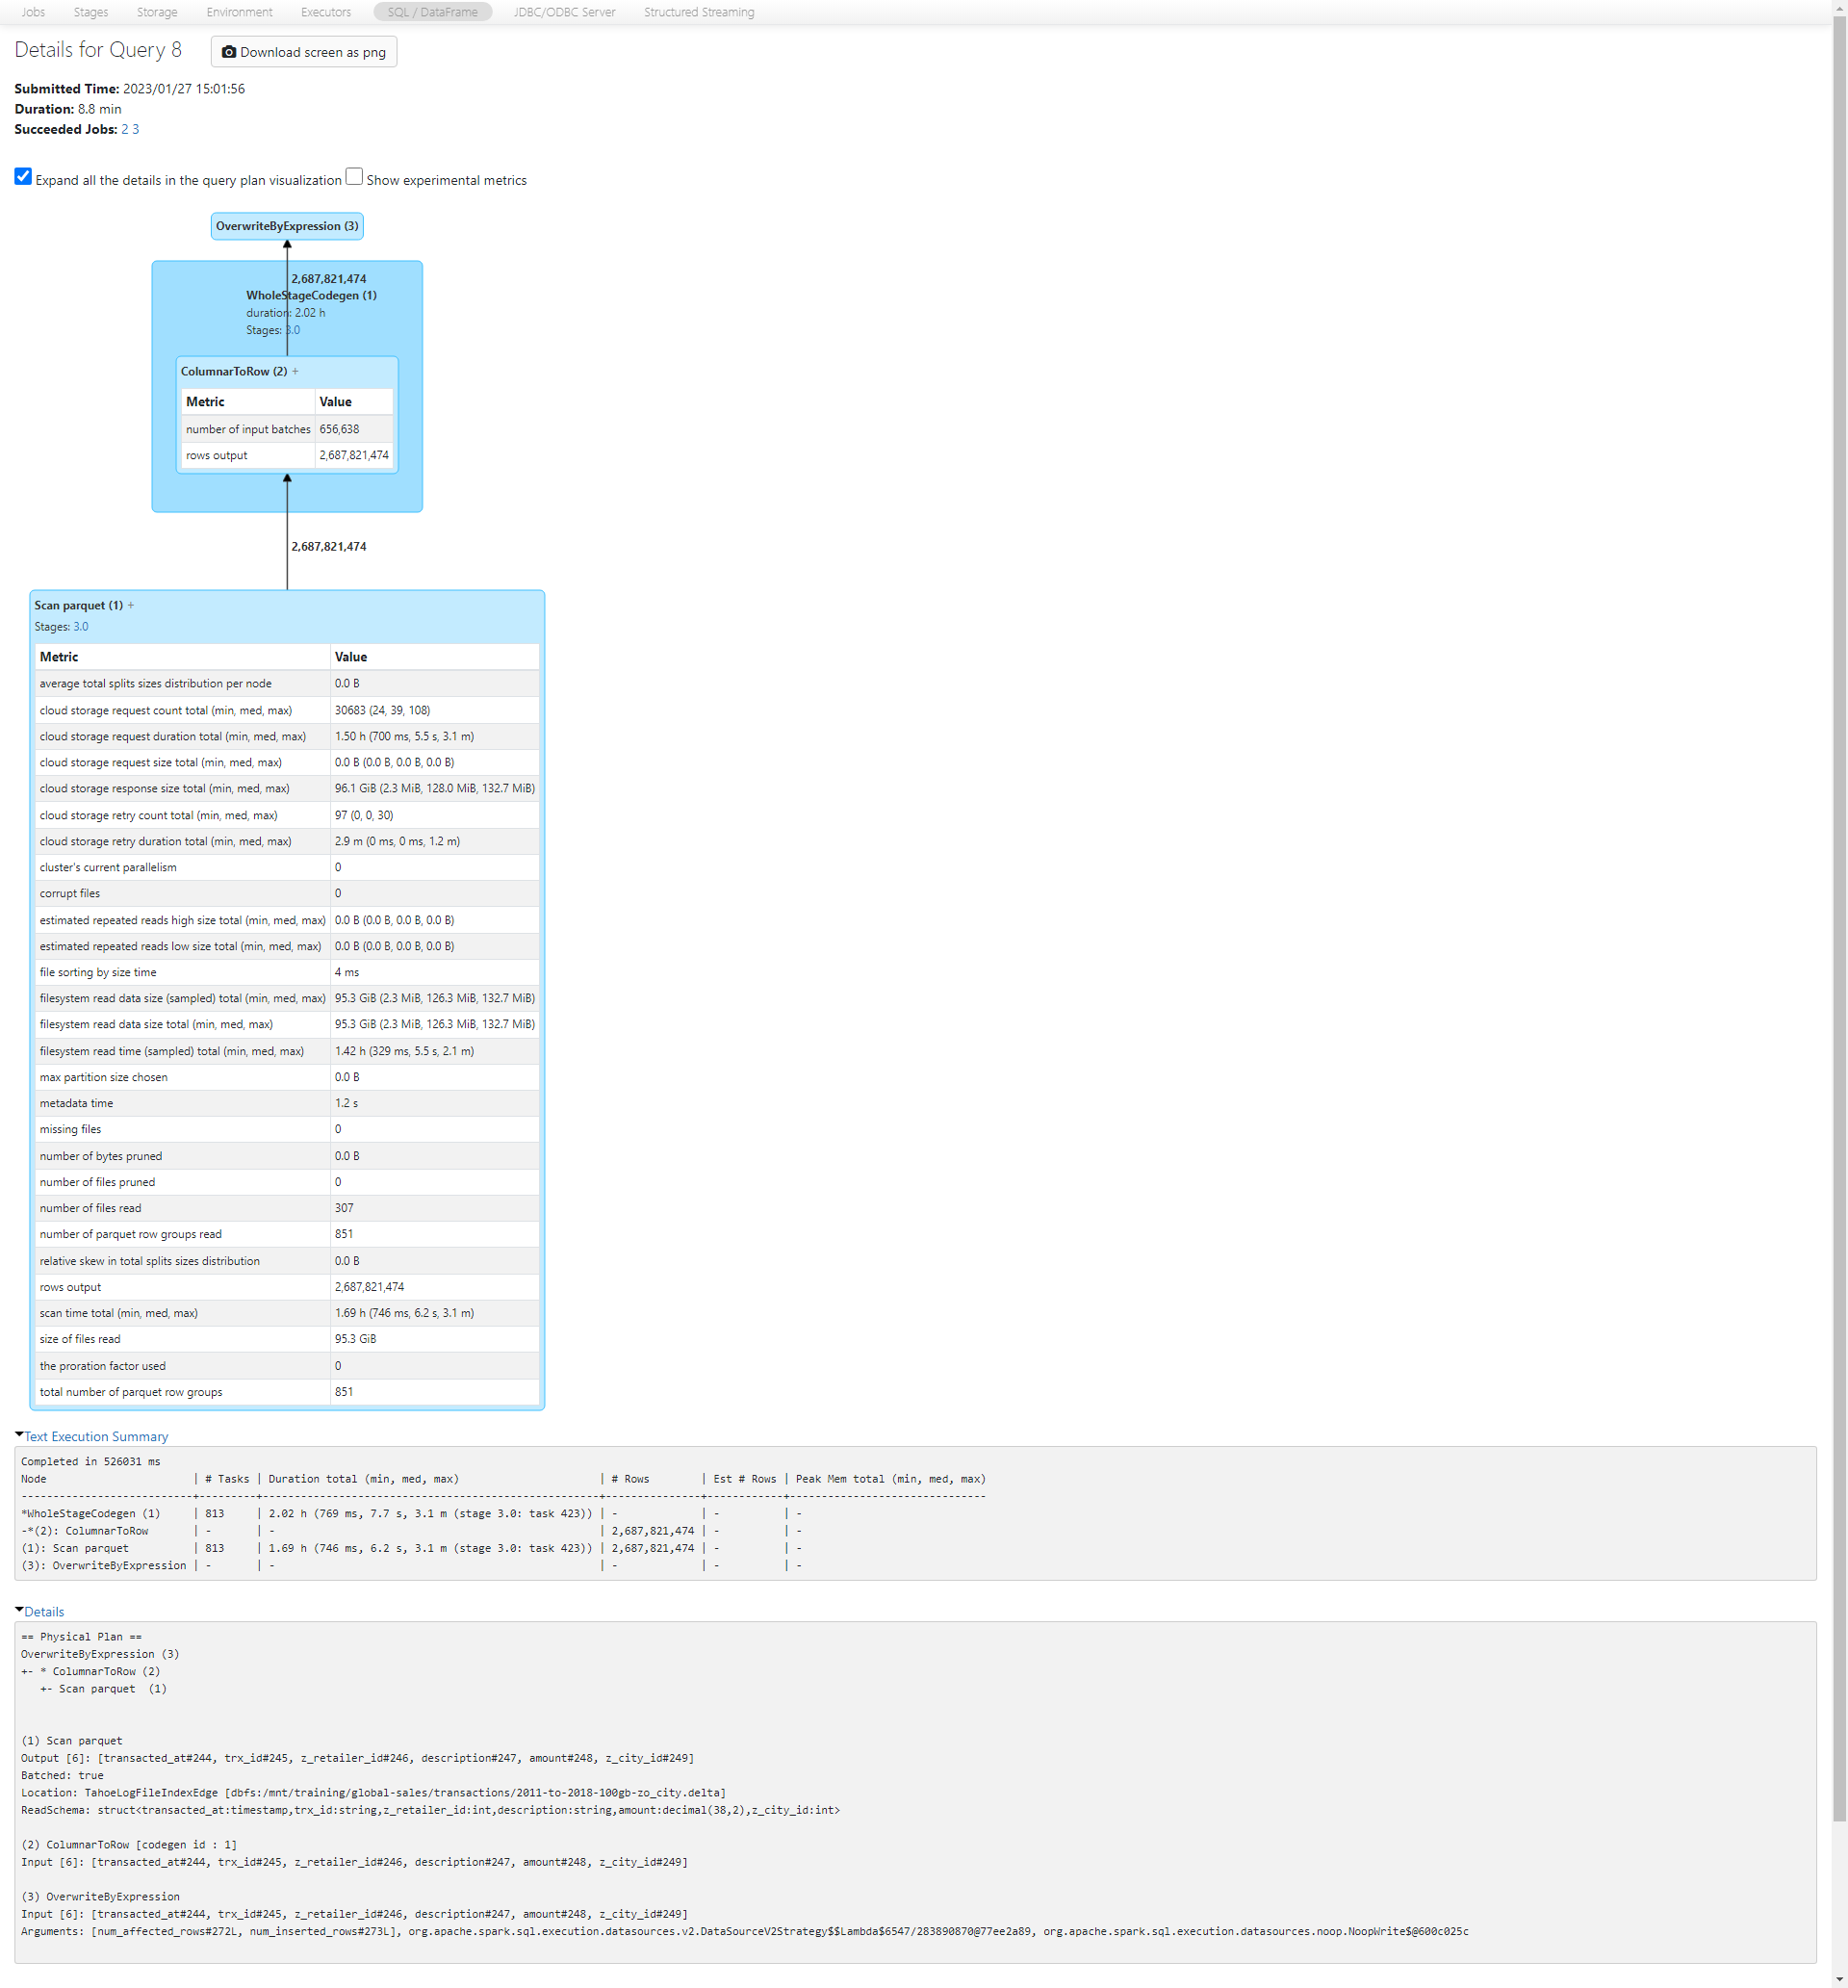 Jobs Stages Storage Environment Executors SQL / DataFrame JDBC/ODBC Server Structured Streaming
Details for Query 8 Download screen as png
Submitted Time: 2023/01/27 15:01:56
Duration: 8.8 min
Succeeded Jobs: 2 3
Expand all the details in the query plan visualization Show experimental metrics
OverwriteByExpression (3)
2,687,821,474
WholeStageCodegen (1)
duration: 2.02 h
Stages: 3.0
ColumnarToRow (2) +
Metric Value
number of input batches 656,638
rows output 2,687,821,474
2,687,821,474
Scan parquet (1) +
Stages: 3.0
Metric Value
average total splits sizes distribution per node 0.0 B
cloud storage request count total (min, med, max) 30683 (24, 39, 108)
cloud storage request duration total (min, med, max) 1.50 h (700 ms, 5.5 s, 3.1 m)
cloud storage request size total (min, med, max) 0.0 B (0.0 B, 0.0 B, 0.0 B)
cloud storage response size total (min, med, max) 96.1 GiB (2.3 MiB, 128.0 MiB, 132.7 MiB)
cloud storage retry count total (min, med, max) 97 (0, 0, 30)
cloud storage retry duration total (min, med, max) 2.9 m (0 ms, 0 ms, 1.2 m)
cluster's current parallelism 0
corrupt files 0
estimated repeated reads high size total (min, med, max) 0.0 B (0.0 B, 0.0 B, 0.0 B)
estimated repeated reads low size total (min, med, max) 0.0 B (0.0 B, 0.0 B, 0.0 B)
file sorting by size time 4 ms
filesystem read data size (sampled) total (min, med, max) 95.3 GiB (2.3 MiB, 126.3 MiB, 132.7 MiB)
filesystem read data size total (min, med, max) 95.3 GiB (2.3 MiB, 126.3 MiB, 132.7 MiB)
filesystem read time (sampled) total (min, med, max) 1.42 h (329 ms, 5.5 s, 2.1 m)
max partition size chosen 0.0 B
metadata time 1.2 s
missing files 0
number of bytes pruned 0.0 B
number of files pruned 0
number of files read 307
number of parquet row groups read 851
relative skew in total splits sizes distribution 0.0 B
rows output 2,687,821,474
scan time total (min, med, max) 1.69 h (746 ms, 6.2 s, 3.1 m)
size of files read 95.3 GiB
the proration factor used 0
total number of parquet row groups 851
Text Execution Summary
Completed in 526031 ms
Node | # Tasks | Duration total (min, med, max) | # Rows | Est # Rows | Peak Mem total (min, med, max)
---------------------------+---------+-----------------------------------------------------+---------------+------------+-------------------------------
*WholeStageCodegen (1) | 813 | 2.02 h (769 ms, 7.7 s, 3.1 m (stage 3.0: task 423)) | - | - | -
-*(2): ColumnarToRow | - | - | 2,687,821,474 | - | -
(1): Scan parquet | 813 | 1.69 h (746 ms, 6.2 s, 3.1 m (stage 3.0: task 423)) | 2,687,821,474 | - | -
(3): OverwriteByExpression | - | - | - | - | -
Details
== Physical Plan ==
OverwriteByExpression (3)
+- * ColumnarToRow (2)
+- Scan parquet (1)
(1) Scan parquet
Output [6]: [transacted_at#244, trx_id#245, z_retailer_id#246, description#247, amount#248, z_city_id#249]
Batched: true
Location: TahoeLogFileIndexEdge [dbfs:/mnt/training/global-sales/transactions/2011-to-2018-100gb-zo_city.delta]
ReadSchema: struct<transacted_at:timestamp,trx_id:string,z_retailer_id:int,description:string,amount:decimal(38,2),z_city_id:int>
(2) ColumnarToRow [codegen id : 1]
Input [6]: [transacted_at#244, trx_id#245, z_retailer_id#246, description#247, amount#248, z_city_id#249]
(3) OverwriteByExpression
Input [6]: [transacted_at#244, trx_id#245, z_retailer_id#246, description#247, amount#248, z_city_id#249]
Arguments: [num_affected_rows#272L, num_inserted_rows#273L], org.apache.spark.sql.execution.datasources.v2.DataSourceV2Strategy$$Lambda$6547/283890870@77ee2a89, org.apache.spark.sql.execution.datasources.noop.NoopWrite$@600c025c